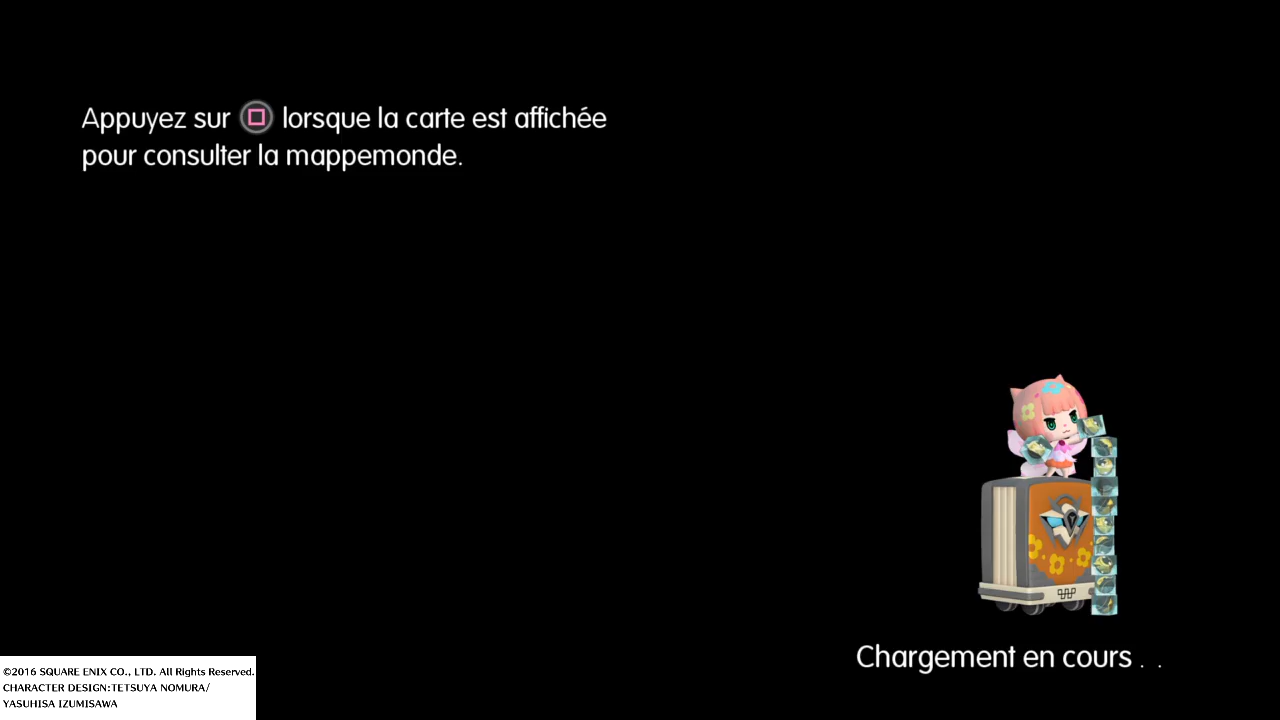 Appuyez sur lorsque la carte est affichée
pour consulter la mappemonde.
Chargement en cours . .
©2016 SQUARE ENIX CO., LTD. All Rights Reserved.
CHARACTER DESIGN:TETSUYA NOMURA/
YASUHISA IZUMISAWA